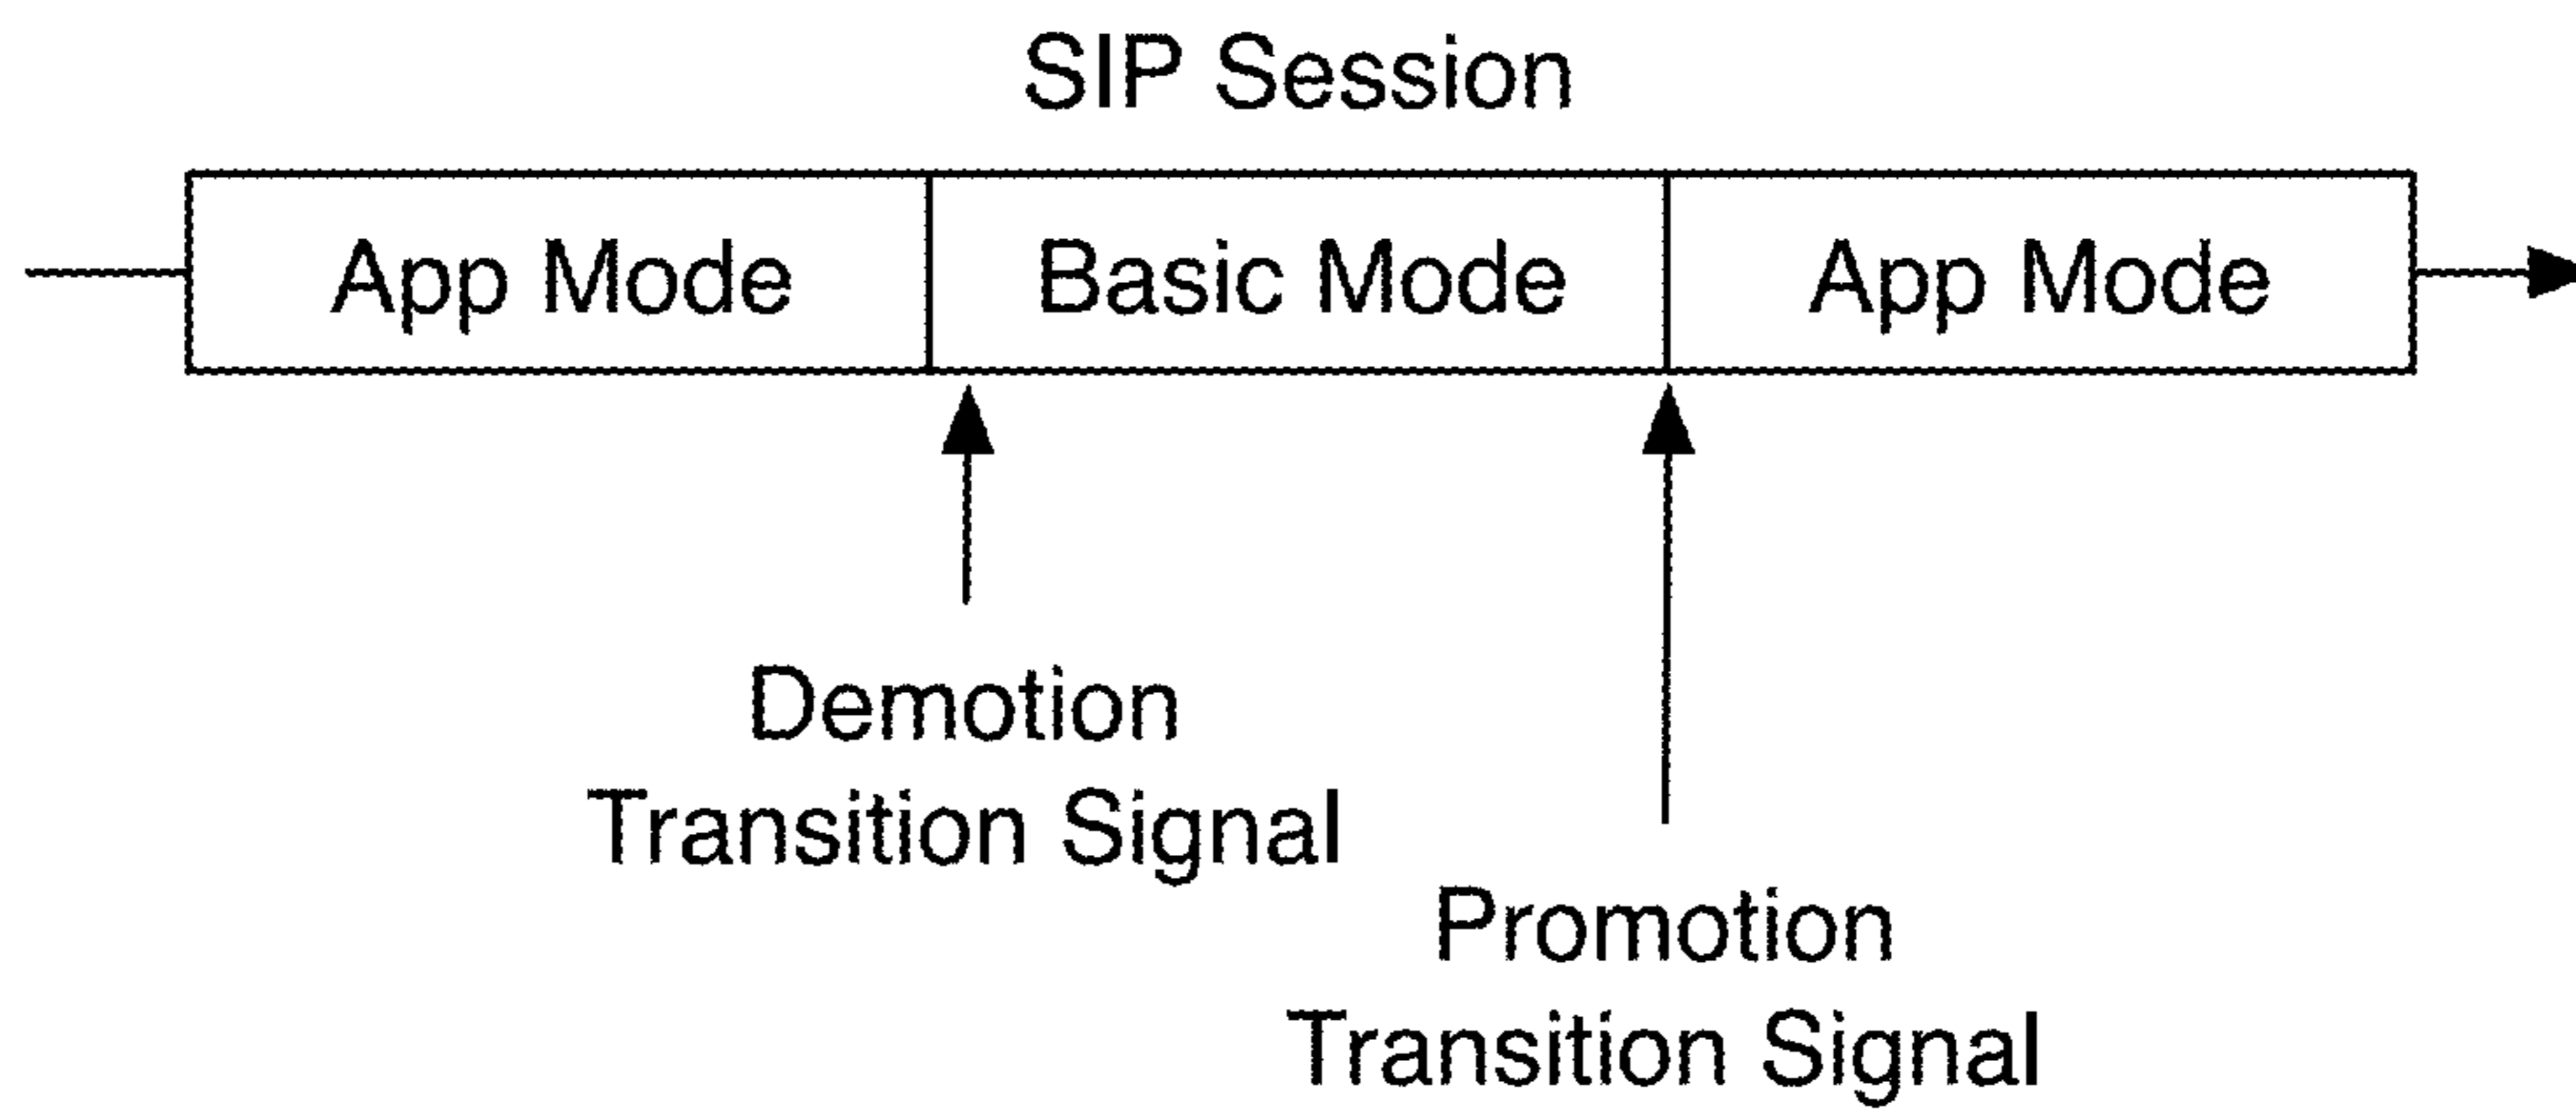 SIP Session
App Mode
Basic Mode
App Mode
Demotion
Transition Signal
Promotion
Transition Signal